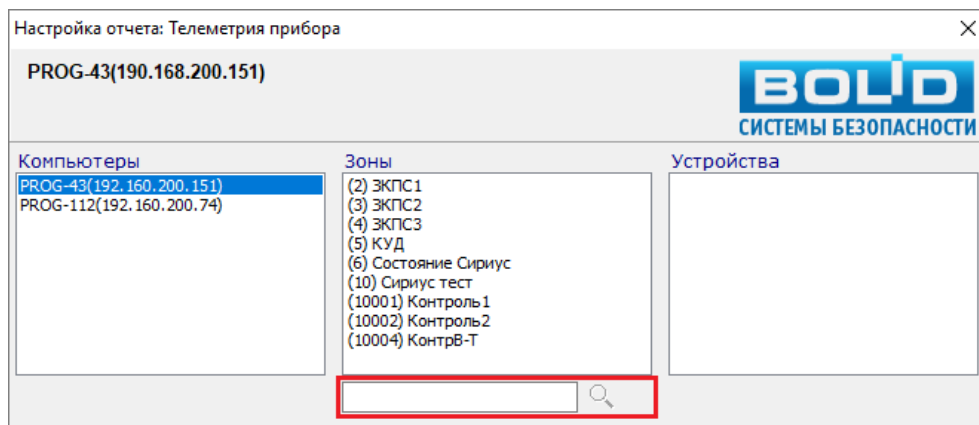 Настройка отчета: Телеметрия прибора
PROG-43(190.168.200.151)
BOLID
СИСТЕМЫ БЕЗОПАСНОСТИ
Компьютеры
PROG-43(192.160.200.151)
PROG-112(192.160.200.74)
Зоны
(2) ЗКПС1
(3) ЗКПС2
(4) ЗКПС3
(5) КУД
(6) Состояние Сириус
(10) Сириус тест
(10001) Контроль1
(10002) Контроль2
(10004) КонтрВ-Т
Устройства